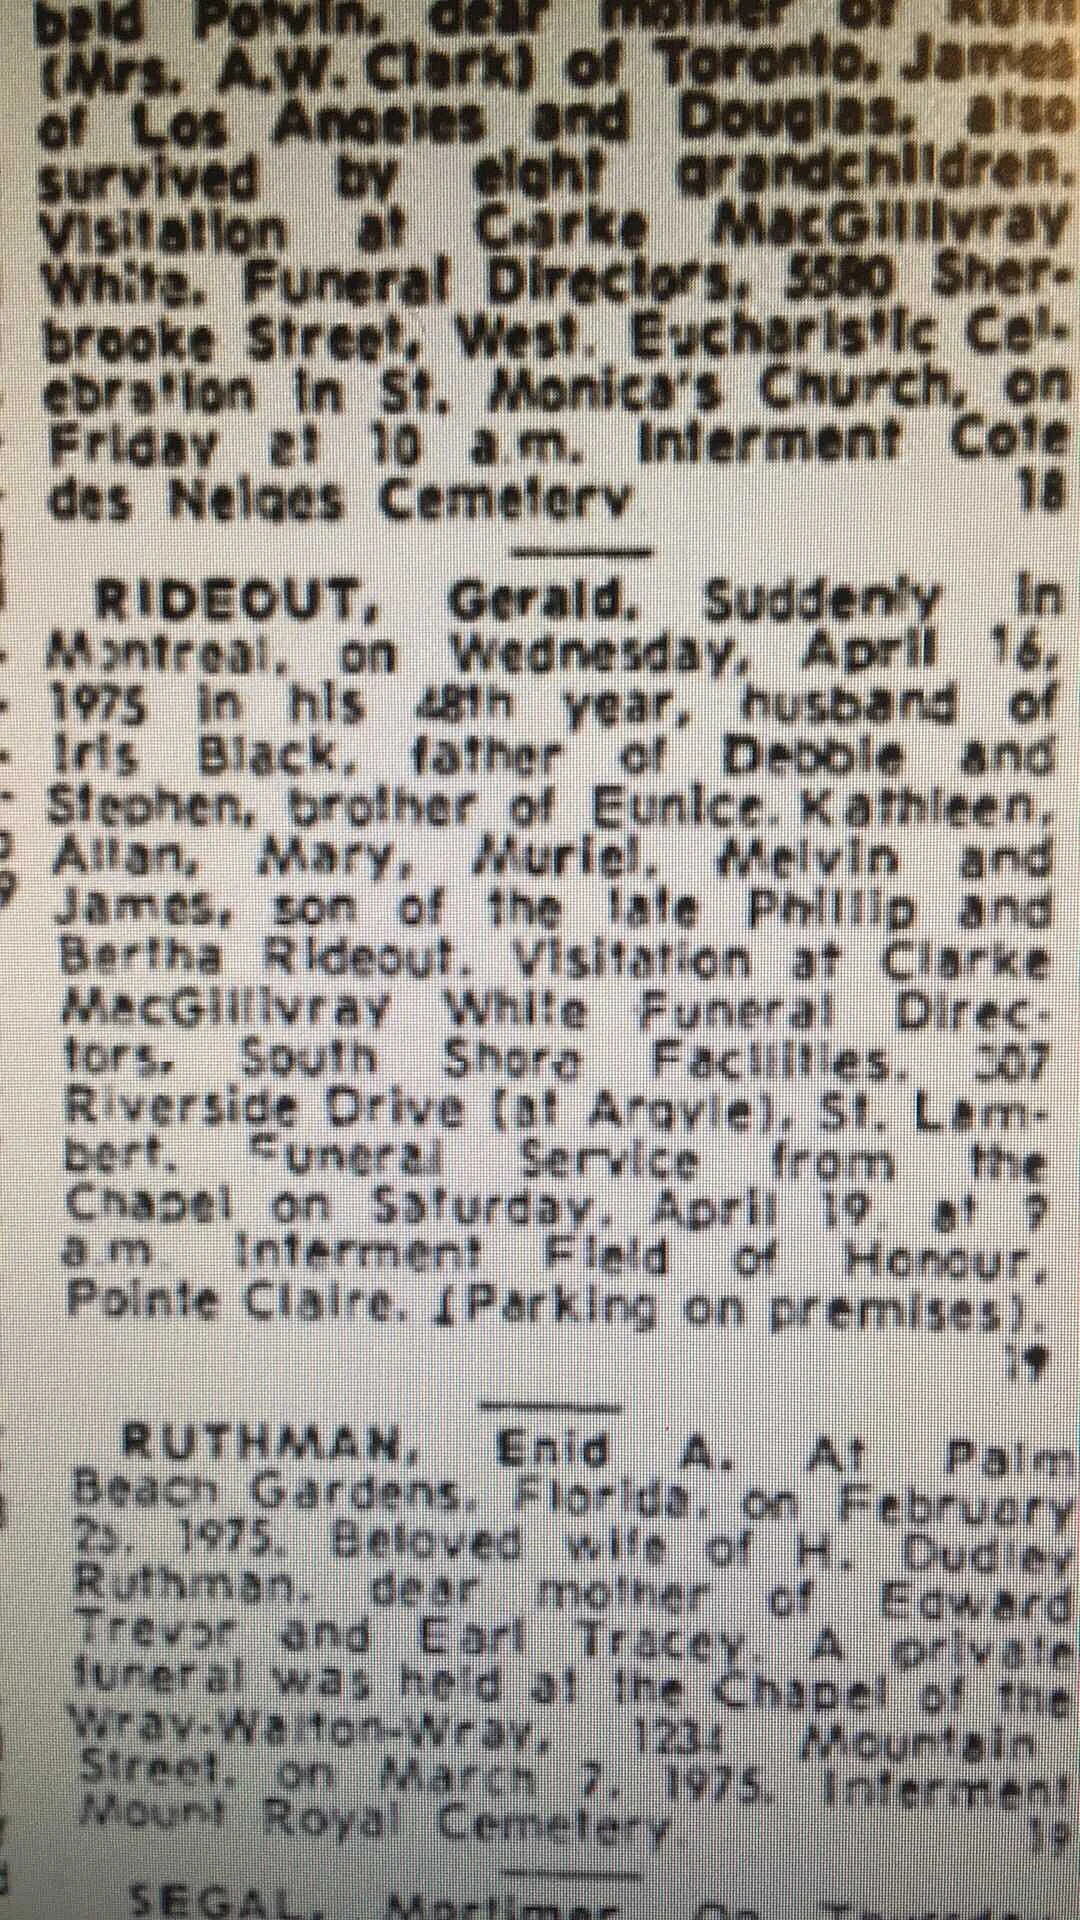 beld Potvin, dear mother of Ruth
(Mrs. A.W. Clark) of Toronto, James
of Los Angeles and Douglas, also
survived by eight grandchildren.
Visitation at Clarke MacGillivray
White, Funeral Directors, 5580 Sher-
brooke Street, West. Eucharistic Cel-
ebration in St. Monica's Church, on
Friday at 10 a.m. Interment Cote
des Neiges Cemetery 18
RIDEOUT, Gerald. Suddenly in
Montreal, on Wednesday, April 16,
1975 in his 48th year, husband of
Iris Black, father of Debbie and
Stephen, brother of Eunice, Kathleen,
Allan, Mary, Muriel, Melvin and
James, son of the late Phillip and
Bertha Rideout. Visitation at Clarke
MacGillivray White Funeral Direc-
tors, South Shore Facilities, 307
Riverside Drive (at Argyle), St. Lam-
bert. Funeral Service from the
Chapel on Saturday, April 19 at 9
a.m. Interment Field of Honour,
Pointe Claire. (Parking on premises).
19
RUTHMAN, Enid A. At Palm
Beach Gardens, Florida, on February
25, 1975. Beloved wife of H. Dudley
Ruthman, dear mother of Edward
Trevor and Earl Tracey. A private
funeral was held at the Chapel of the
Wray-Walton-Wray, 1234 Mountain
Street, on March 7, 1975. Interment
Mount Royal Cemetery 19
SEGAL, Mortimer On